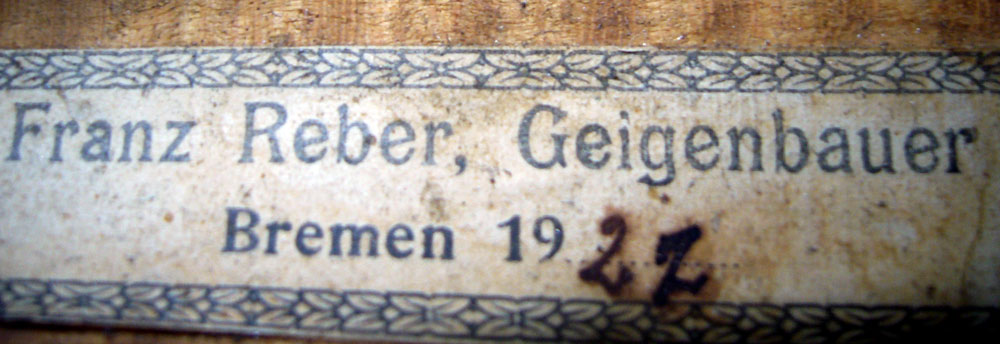 Franz Reber, Geigenbauer
Bremen 1922